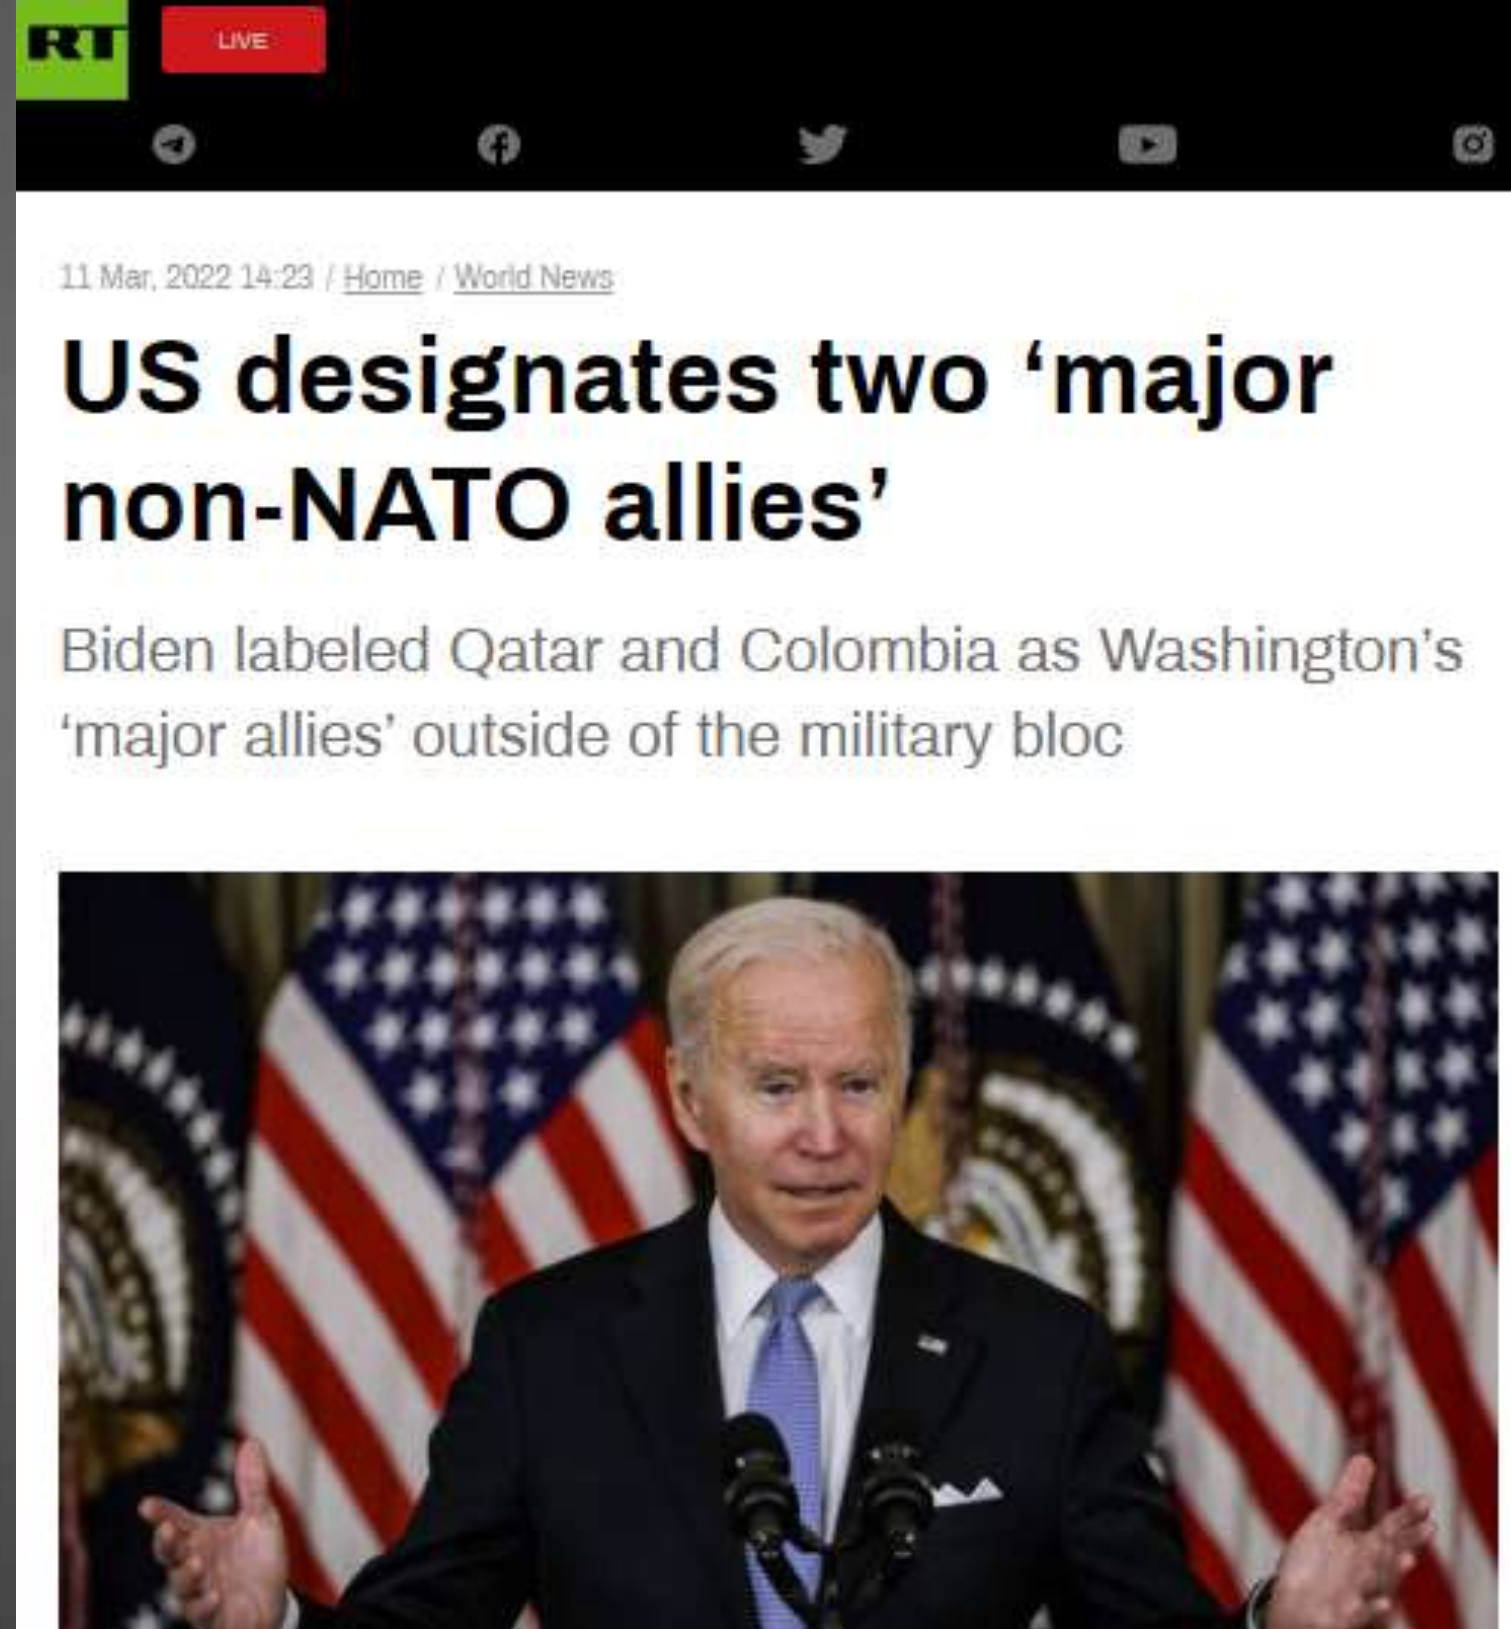 RT
LIVE
11 Mar, 2022 14:23 / Home / World News
US designates two ‘major
non-NATO allies’
Biden labeled Qatar and Colombia as Washington’s
‘major allies’ outside of the military bloc